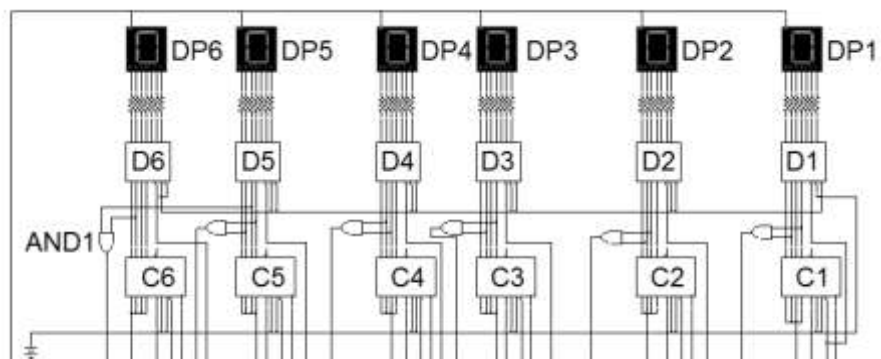 DP6 DP5 DP4 DP3 DP2 DP1
D6 D5 D4 D3 D2 D1
AND1
C6 C5 C4 C3 C2 C1